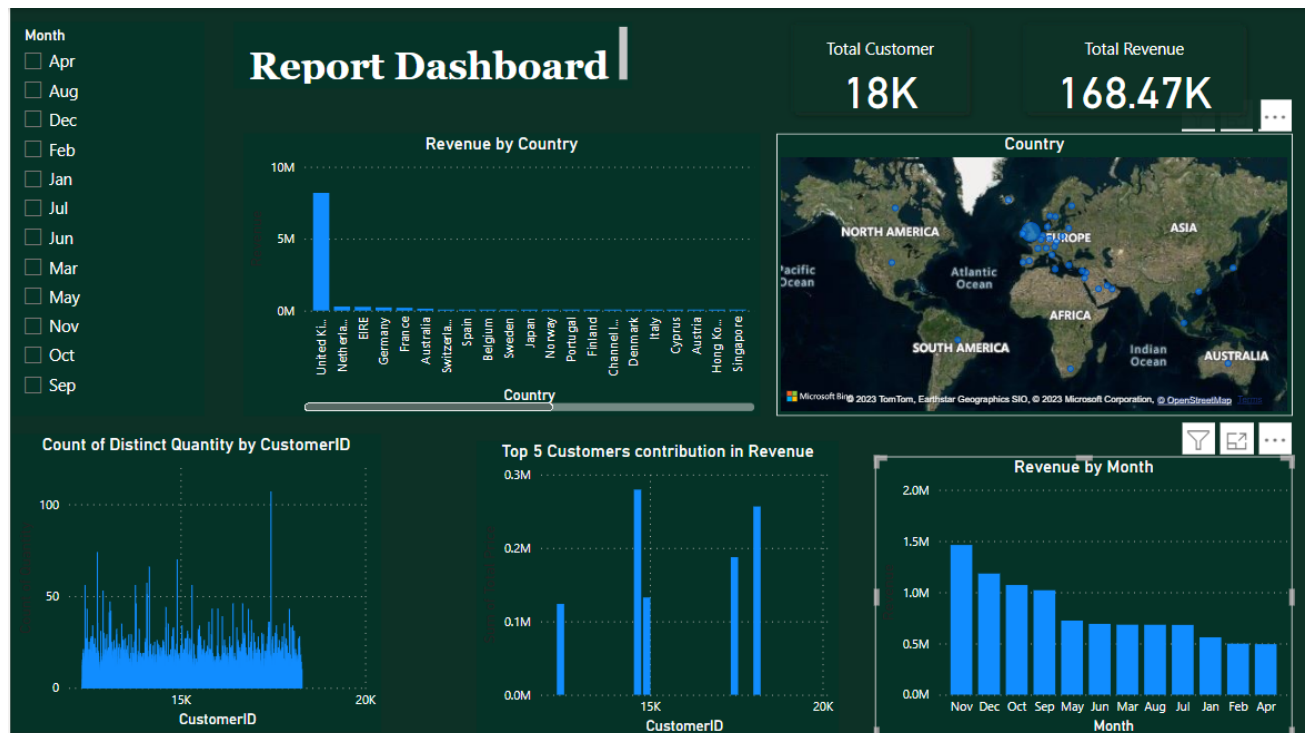 Month
Apr
Aug
Dec
Feb
Jan
Jul
Jun
Mar
May
Nov
Oct
Sep
Report Dashboard
Total Customer
18K
Total Revenue
168.47K
Revenue by Country
10M
5M
0M
United Ki...
Netherla...
EIRE
Germany
France
Australia
Switzerla...
Spain
Belgium
Sweden
Japan
Norway
Portugal
Finland
Channel I...
Denmark
Italy
Cyprus
Austria
Hong Ko...
Singapore
Country
Country
NORTH AMERICA
EUROPE
ASIA
Pacific
Ocean
Atlantic
Ocean
AFRICA
SOUTH AMERICA
Indian
Ocean
AUSTRALIA
Microsoft Bing
© 2023 TomTom, Earthstar Geographics SIO, © 2023 Microsoft Corporation, © OpenStreetMap Terms
Count of Distinct Quantity by CustomerID
100
50
0
15K
20K
CustomerID
Top 5 Customers contribution in Revenue
0.3M
0.2M
0.1M
0.0M
15K
20K
CustomerID
Revenue by Month
2.0M
1.5M
1.0M
0.5M
0.0M
Nov Dec Oct Sep May Jun Mar Aug Jul Jan Feb Apr
Month